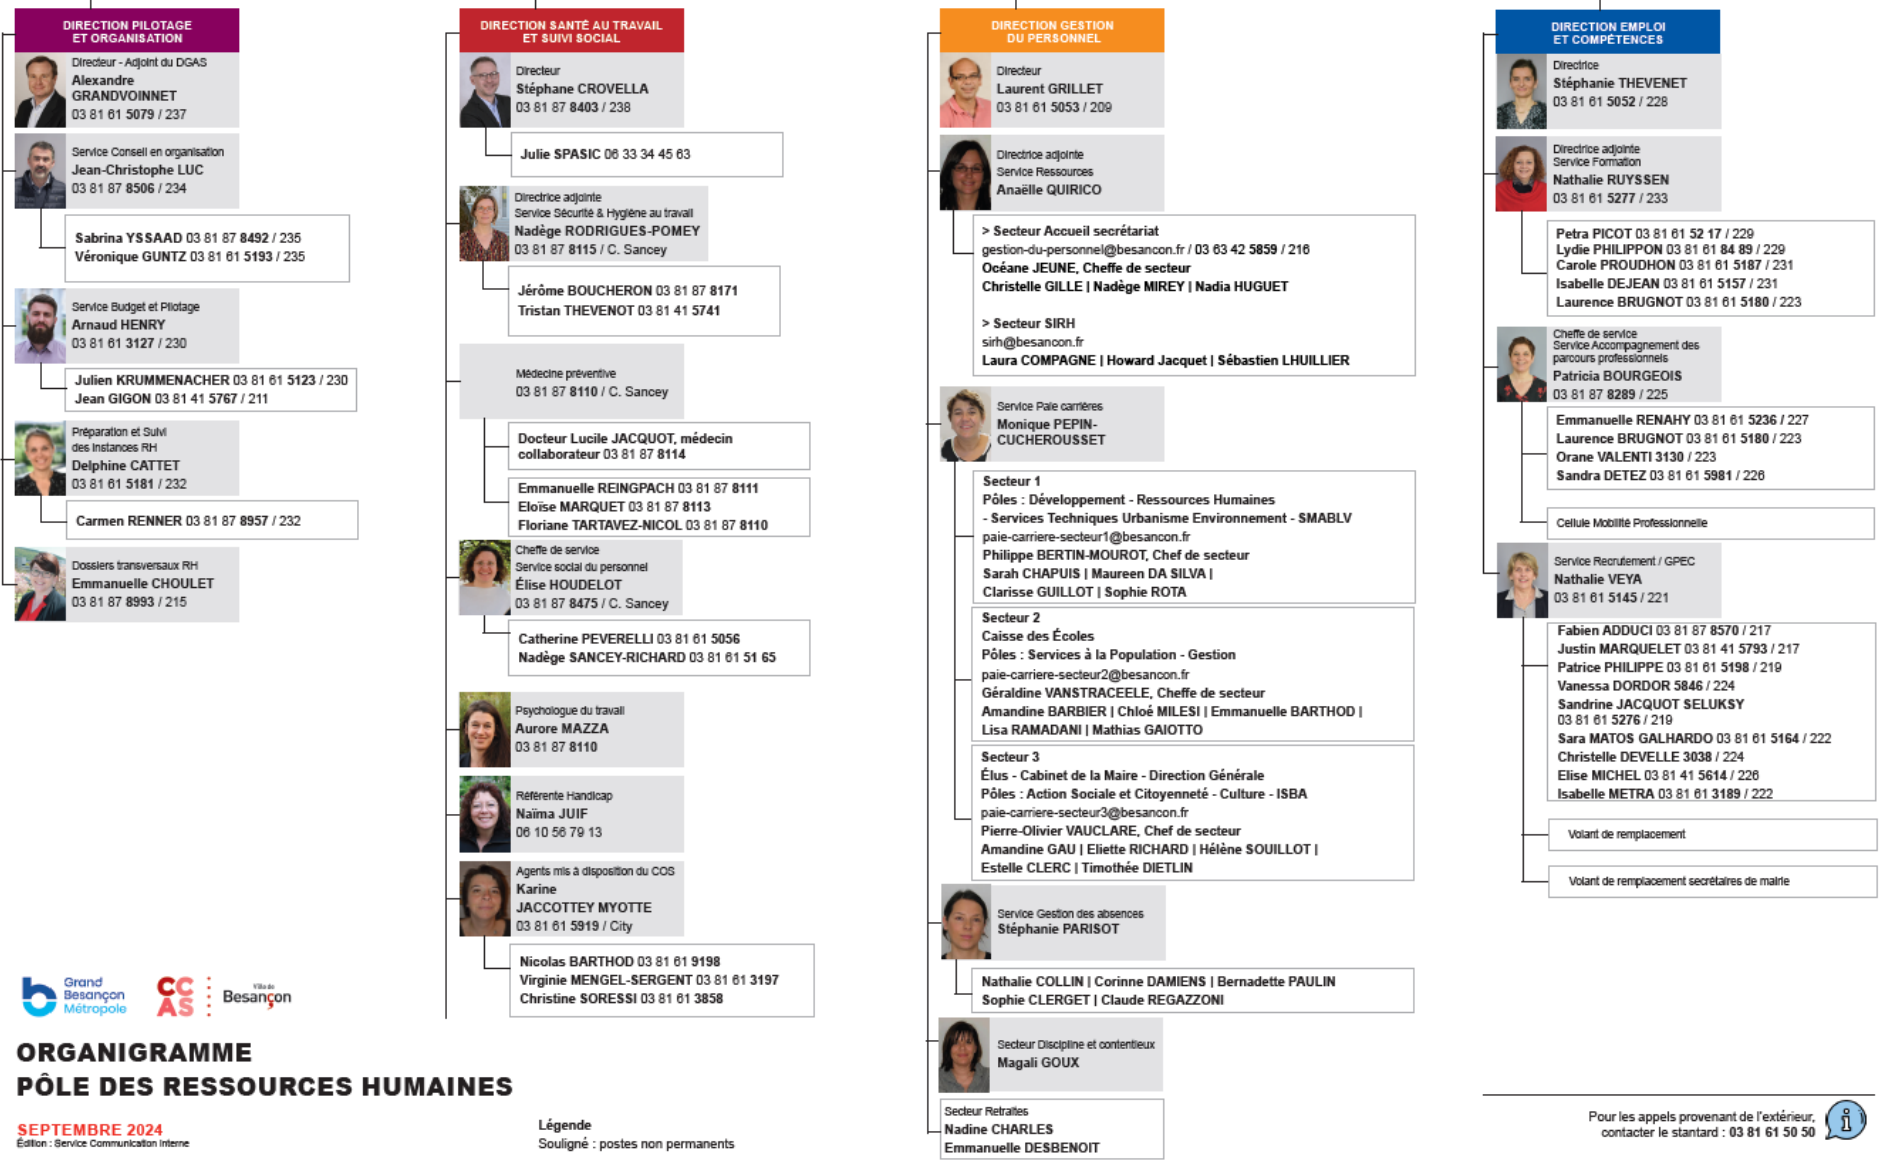 DIRECTION PILOTAGE
ET ORGANISATION
Directeur - Adjoint du DGAS
Alexandre
GRANDVOINNET
03 81 61 5079 / 237
Service Conseil en organisation
Jean-Christophe LUC
03 81 87 8506 / 234
Sabrina YSSAAD 03 81 87 8492 / 235
Véronique GUNTZ 03 81 61 5193 / 235
Service Budget et Pilotage
Arnaud HENRY
03 81 61 3127 / 230
Julien KRUMMENACHER 03 81 61 5123 / 230
Jean GIGON 03 81 41 5767 / 211
Préparation et Suivi
des Instances RH
Delphine CATTET
03 81 61 5181 / 232
Carmen RENNER 03 81 87 8957 / 232
Dossiers transversaux RH
Emmanuelle CHOULET
03 81 87 8993 / 215
DIRECTION SANTÉ AU TRAVAIL
ET SUIVI SOCIAL
Directeur
Stéphane CROVELLA
03 81 87 8403 / 238
Julie SPASIC 06 33 34 45 63
Directrice adjointe
Service Sécurité & Hygiène au travail
Nadège RODRIGUES-POMEY
03 81 87 8115 / C. Sancey
Jérôme BOUCHERON 03 81 87 8171
Tristan THEVENOT 03 81 41 5741
Médecine préventive
03 81 87 8110 / C. Sancey
Docteur Lucile JACQUOT, médecin
collaborateur 03 81 87 8114
Emmanuelle REINGPACH 03 81 87 8111
Eloïse MARQUET 03 81 87 8113
Floriane TARTAVEZ-NICOL 03 81 87 8110
Cheffe de service
Service social du personnel
Élise HOUDELOT
03 81 87 8475 / C. Sancey
Catherine PEVERELLI 03 81 61 5056
Nadège SANCEY-RICHARD 03 81 61 51 65
Psychologue du travail
Aurore MAZZA
03 81 87 8110
Référente Handicap
Naïma JUIF
06 10 56 79 13
Agents mis à disposition du COS
Karine
JACCOTTEY MYOTTE
03 81 61 5919 / City
Nicolas BARTHOD 03 81 61 9198
Virginie MENGEL-SERGENT 03 81 61 3197
Christine SORESSI 03 81 61 3858
DIRECTION GESTION
DU PERSONNEL
Directeur
Laurent GRILLET
03 81 61 5053 / 209
Directrice adjointe
Service Ressources
Anaëlle QUIRICO
> Secteur Accueil secrétariat
gestion-du-personnel@besancon.fr / 03 63 42 5859 / 216
Océane JEUNE, Cheffe de secteur
Christelle GILLE | Nadège MIREY | Nadia HUGUET
> Secteur SIRH
sirh@besancon.fr
Laura COMPAGNE | Howard Jacquet | Sébastien LHUILLIER
Service Paie carrières
Monique PEPIN-
CUCHEROUSSET
Secteur 1
Pôles : Développement - Ressources Humaines
- Services Techniques Urbanisme Environnement - SMABLV
paie-carriere-secteur1@besancon.fr
Philippe BERTIN-MOUROT, Chef de secteur
Sarah CHAPUIS | Maureen DA SILVA |
Clarisse GUILLOT | Sophie ROTA
Secteur 2
Caisse des Écoles
Pôles : Services à la Population - Gestion
paie-carriere-secteur2@besancon.fr
Géraldine VANSTRACEELE, Cheffe de secteur
Amandine BARBIER | Chloé MILESI | Emmanuelle BARTHOD |
Lisa RAMADANI | Mathias GAIOTTO
Secteur 3
Élus - Cabinet de la Maire - Direction Générale
Pôles : Action Sociale et Citoyenneté - Culture - ISBA
paie-carriere-secteur3@besancon.fr
Pierre-Olivier VAUCLARE, Chef de secteur
Amandine GAU | Eliette RICHARD | Hélène SOUILLOT |
Estelle CLERC | Timothée DIETLIN
Service Gestion des absences
Stéphanie PARISOT
Nathalie COLLIN | Corinne DAMIENS | Bernadette PAULIN
Sophie CLERGET | Claude REGAZZONI
Secteur Discipline et contentieux
Magali GOUX
Secteur Retraites
Nadine CHARLES
Emmanuelle DESBENOIT
DIRECTION EMPLOI
ET COMPÉTENCES
Directrice
Stéphanie THEVENET
03 81 61 5052 / 228
Directrice adjointe
Service Formation
Nathalie RUYSSEN
03 81 61 5277 / 233
Petra PICOT 03 81 61 52 17 / 229
Lydie PHILIPPON 03 81 61 84 89 / 229
Carole PROUDHON 03 81 61 5187 / 231
Isabelle DEJEAN 03 81 61 5157 / 231
Laurence BRUGNOT 03 81 61 5180 / 223
Cheffe de service
Service Accompagnement des
parcours professionnels
Patricia BOURGEOIS
03 81 87 8289 / 225
Emmanuelle RENAHY 03 81 61 5236 / 227
Laurence BRUGNOT 03 81 61 5180 / 223
Orane VALENTI 3130 / 223
Sandra DETEZ 03 81 61 5981 / 226
Cellule Mobilité Professionnelle
Service Recrutement / GPEC
Nathalie VEYA
03 81 61 5145 / 221
Fabien ADDUCI 03 81 87 8570 / 217
Justin MARQUELET 03 81 41 5793 / 217
Patrice PHILIPPE 03 81 61 5198 / 219
Vanessa DORDOR 5846 / 224
Sandrine JACQUOT SELUKSY
03 81 61 5276 / 219
Sara MATOS GALHARDO 03 81 61 5164 / 222
Christelle DEVELLE 3038 / 224
Elise MICHEL 03 81 41 5614 / 226
Isabelle METRA 03 81 61 3189 / 222
Volant de remplacement
Volant de remplacement secrétaires de mairie
Grand
Besançon
Métropole
CC
AS
Ville de
Besançon
ORGANIGRAMME
PÔLE DES RESSOURCES HUMAINES
SEPTEMBRE 2024
Édition : Service Communication Interne
Légende
Souligné : postes non permanents
Pour les appels provenant de l'extérieur,
contacter le stantard : 03 81 61 50 50